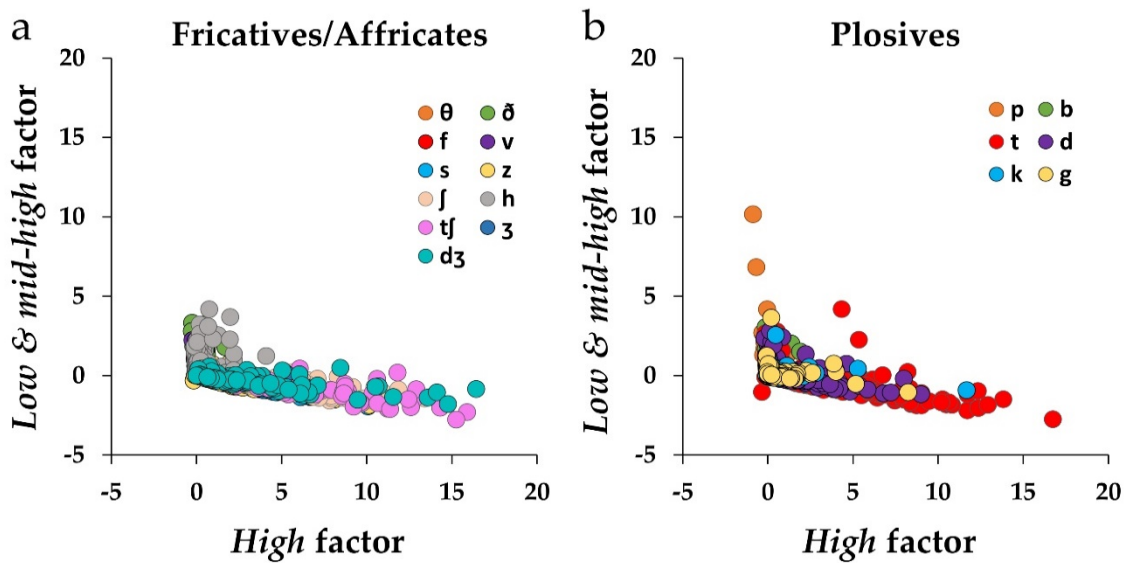 a
Fricatives/Affricates
Low & mid-high factor
20
15
10
5
0
-5
θ ð
f v
s z
ʃ h
tʃ ʒ
dʒ
-5 0 5 10 15 20
High factor
b
Plosives
Low & mid-high factor
20
15
10
5
0
-5
p b
t d
k g
-5 0 5 10 15 20
High factor